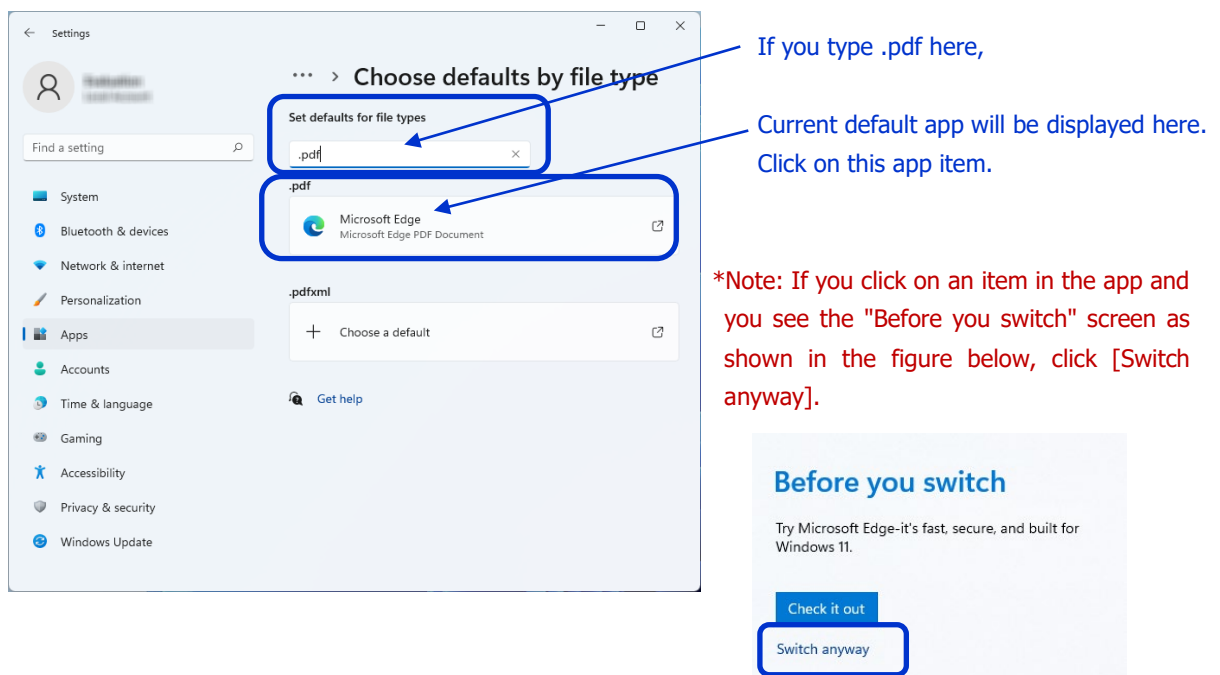 Settings
··· > Choose defaults by file type
Set defaults for file types
Find a setting
.pdf
.pdf
System
Microsoft Edge
Microsoft Edge PDF Document
Bluetooth & devices
Network & internet
.pdfxml
Personalization
Choose a default
Apps
Accounts
Get help
Time & language
Gaming
Accessibility
Privacy & security
Windows Update
If you type .pdf here,
Current default app will be displayed here.
Click on this app item.
*Note: If you click on an item in the app and
you see the "Before you switch" screen as
shown in the figure below, click [Switch
anyway].
Before you switch
Try Microsoft Edge-it's fast, secure, and built for
Windows 11.
Check it out
Switch anyway